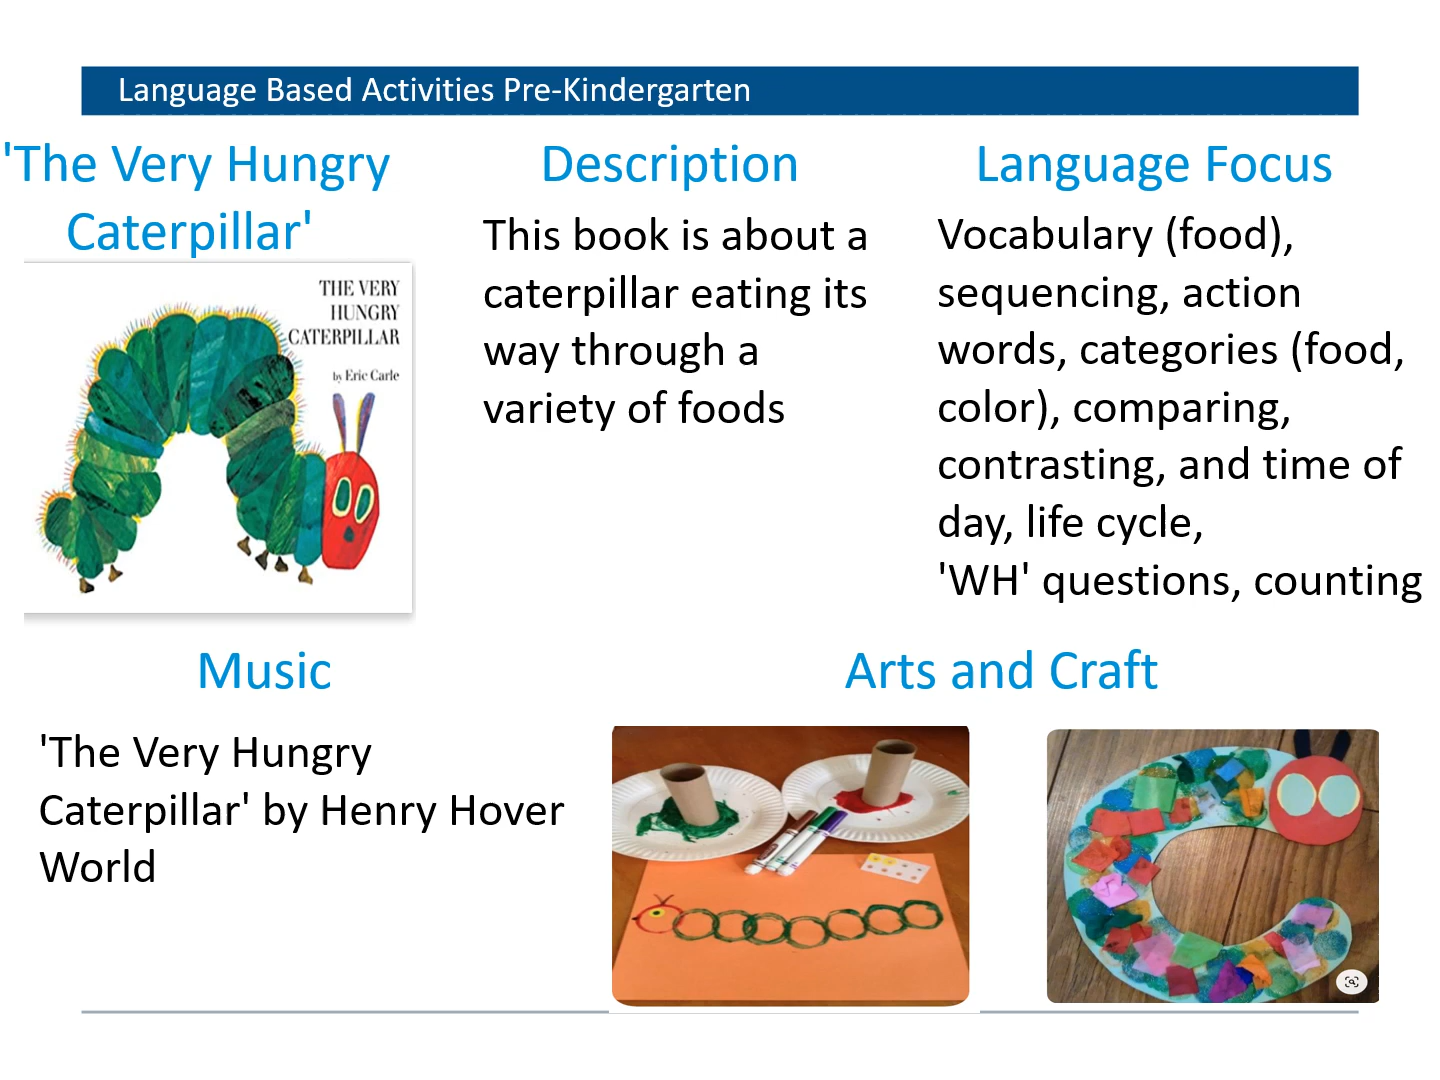 Language Based Activities Pre-Kindergarten
'The Very Hungry
Caterpillar'
THE VERY
HUNGRY
CATERPILLAR
by Eric Carle
Description
This book is about a
caterpillar eating its
way through a
variety of foods
Language Focus
Vocabulary (food),
sequencing, action
words, categories (food,
color), comparing,
contrasting, and time of
day, life cycle,
'WH' questions, counting
Music
'The Very Hungry
Caterpillar' by Henry Hover
World
Arts and Craft